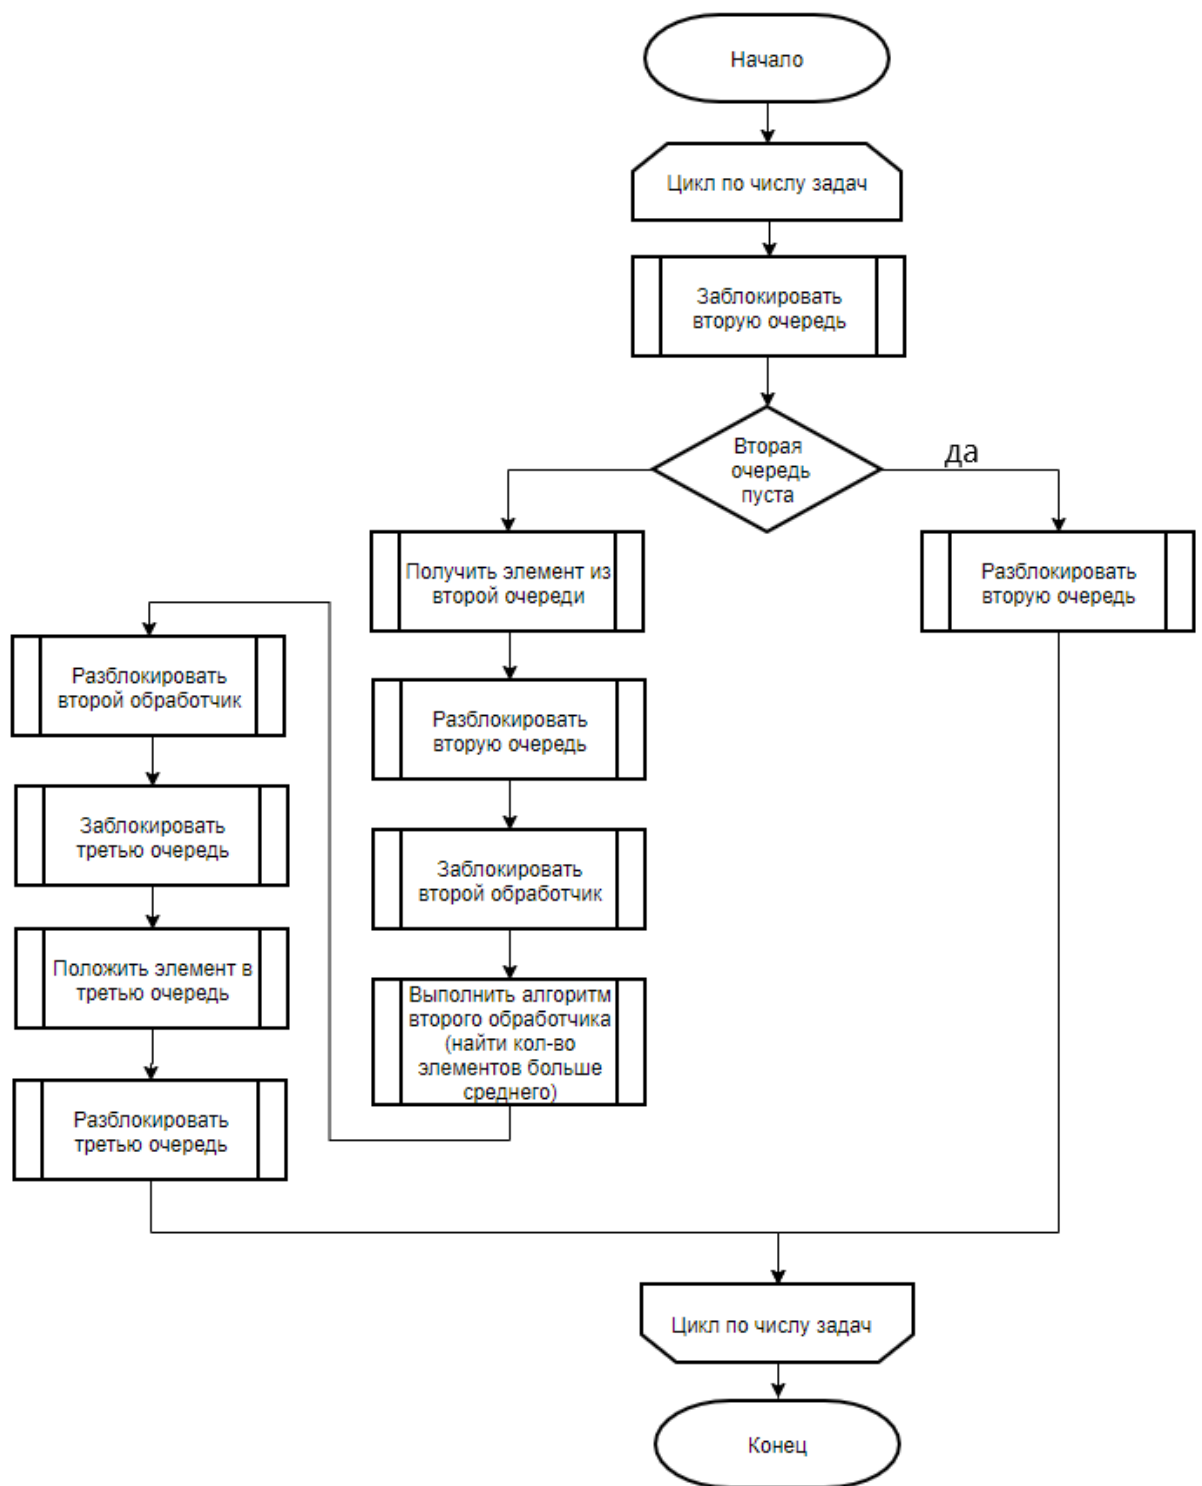 Начало
Цикл по числу задач
Заблокировать
вторую очередь
Вторая
очередь
пуста
да
Получить элемент из
второй очереди
Разблокировать
вторую очередь
Разблокировать
вторую очередь
Заблокировать
второй обработчик
Выполнить алгоритм
второго обработчика
(найти кол-во
элементов больше
среднего)
Разблокировать
второй обработчик
Заблокировать
третью очередь
Положить элемент в
третью очередь
Разблокировать
третью очередь
Цикл по числу задач
Конец